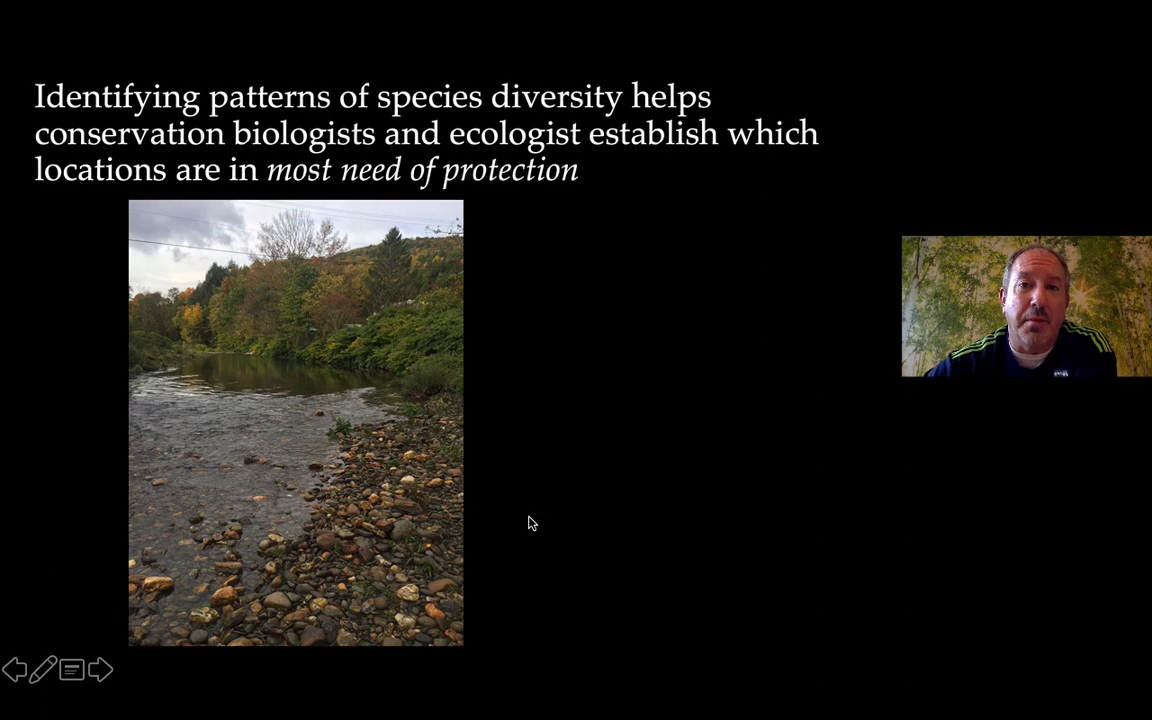 Identifying patterns of species diversity helps
conservation biologists and ecologist establish which
locations are in most need of protection